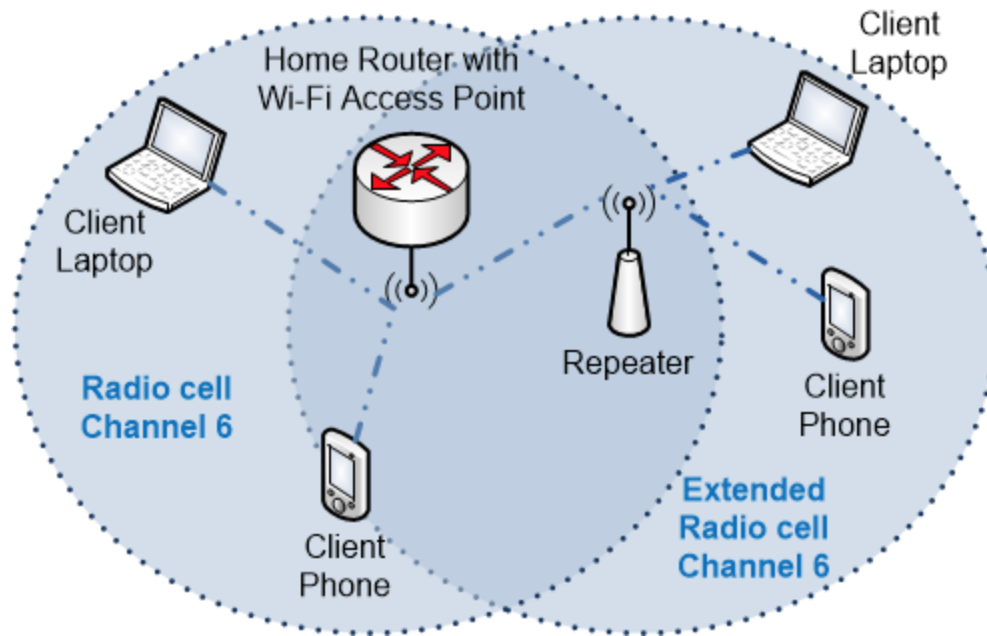 Client
Laptop
Home Router with
Wi-Fi Access Point
Client
Laptop
Repeater
Radio cell
Channel 6
Client
Phone
Extended
Radio cell
Channel 6
Client
Phone